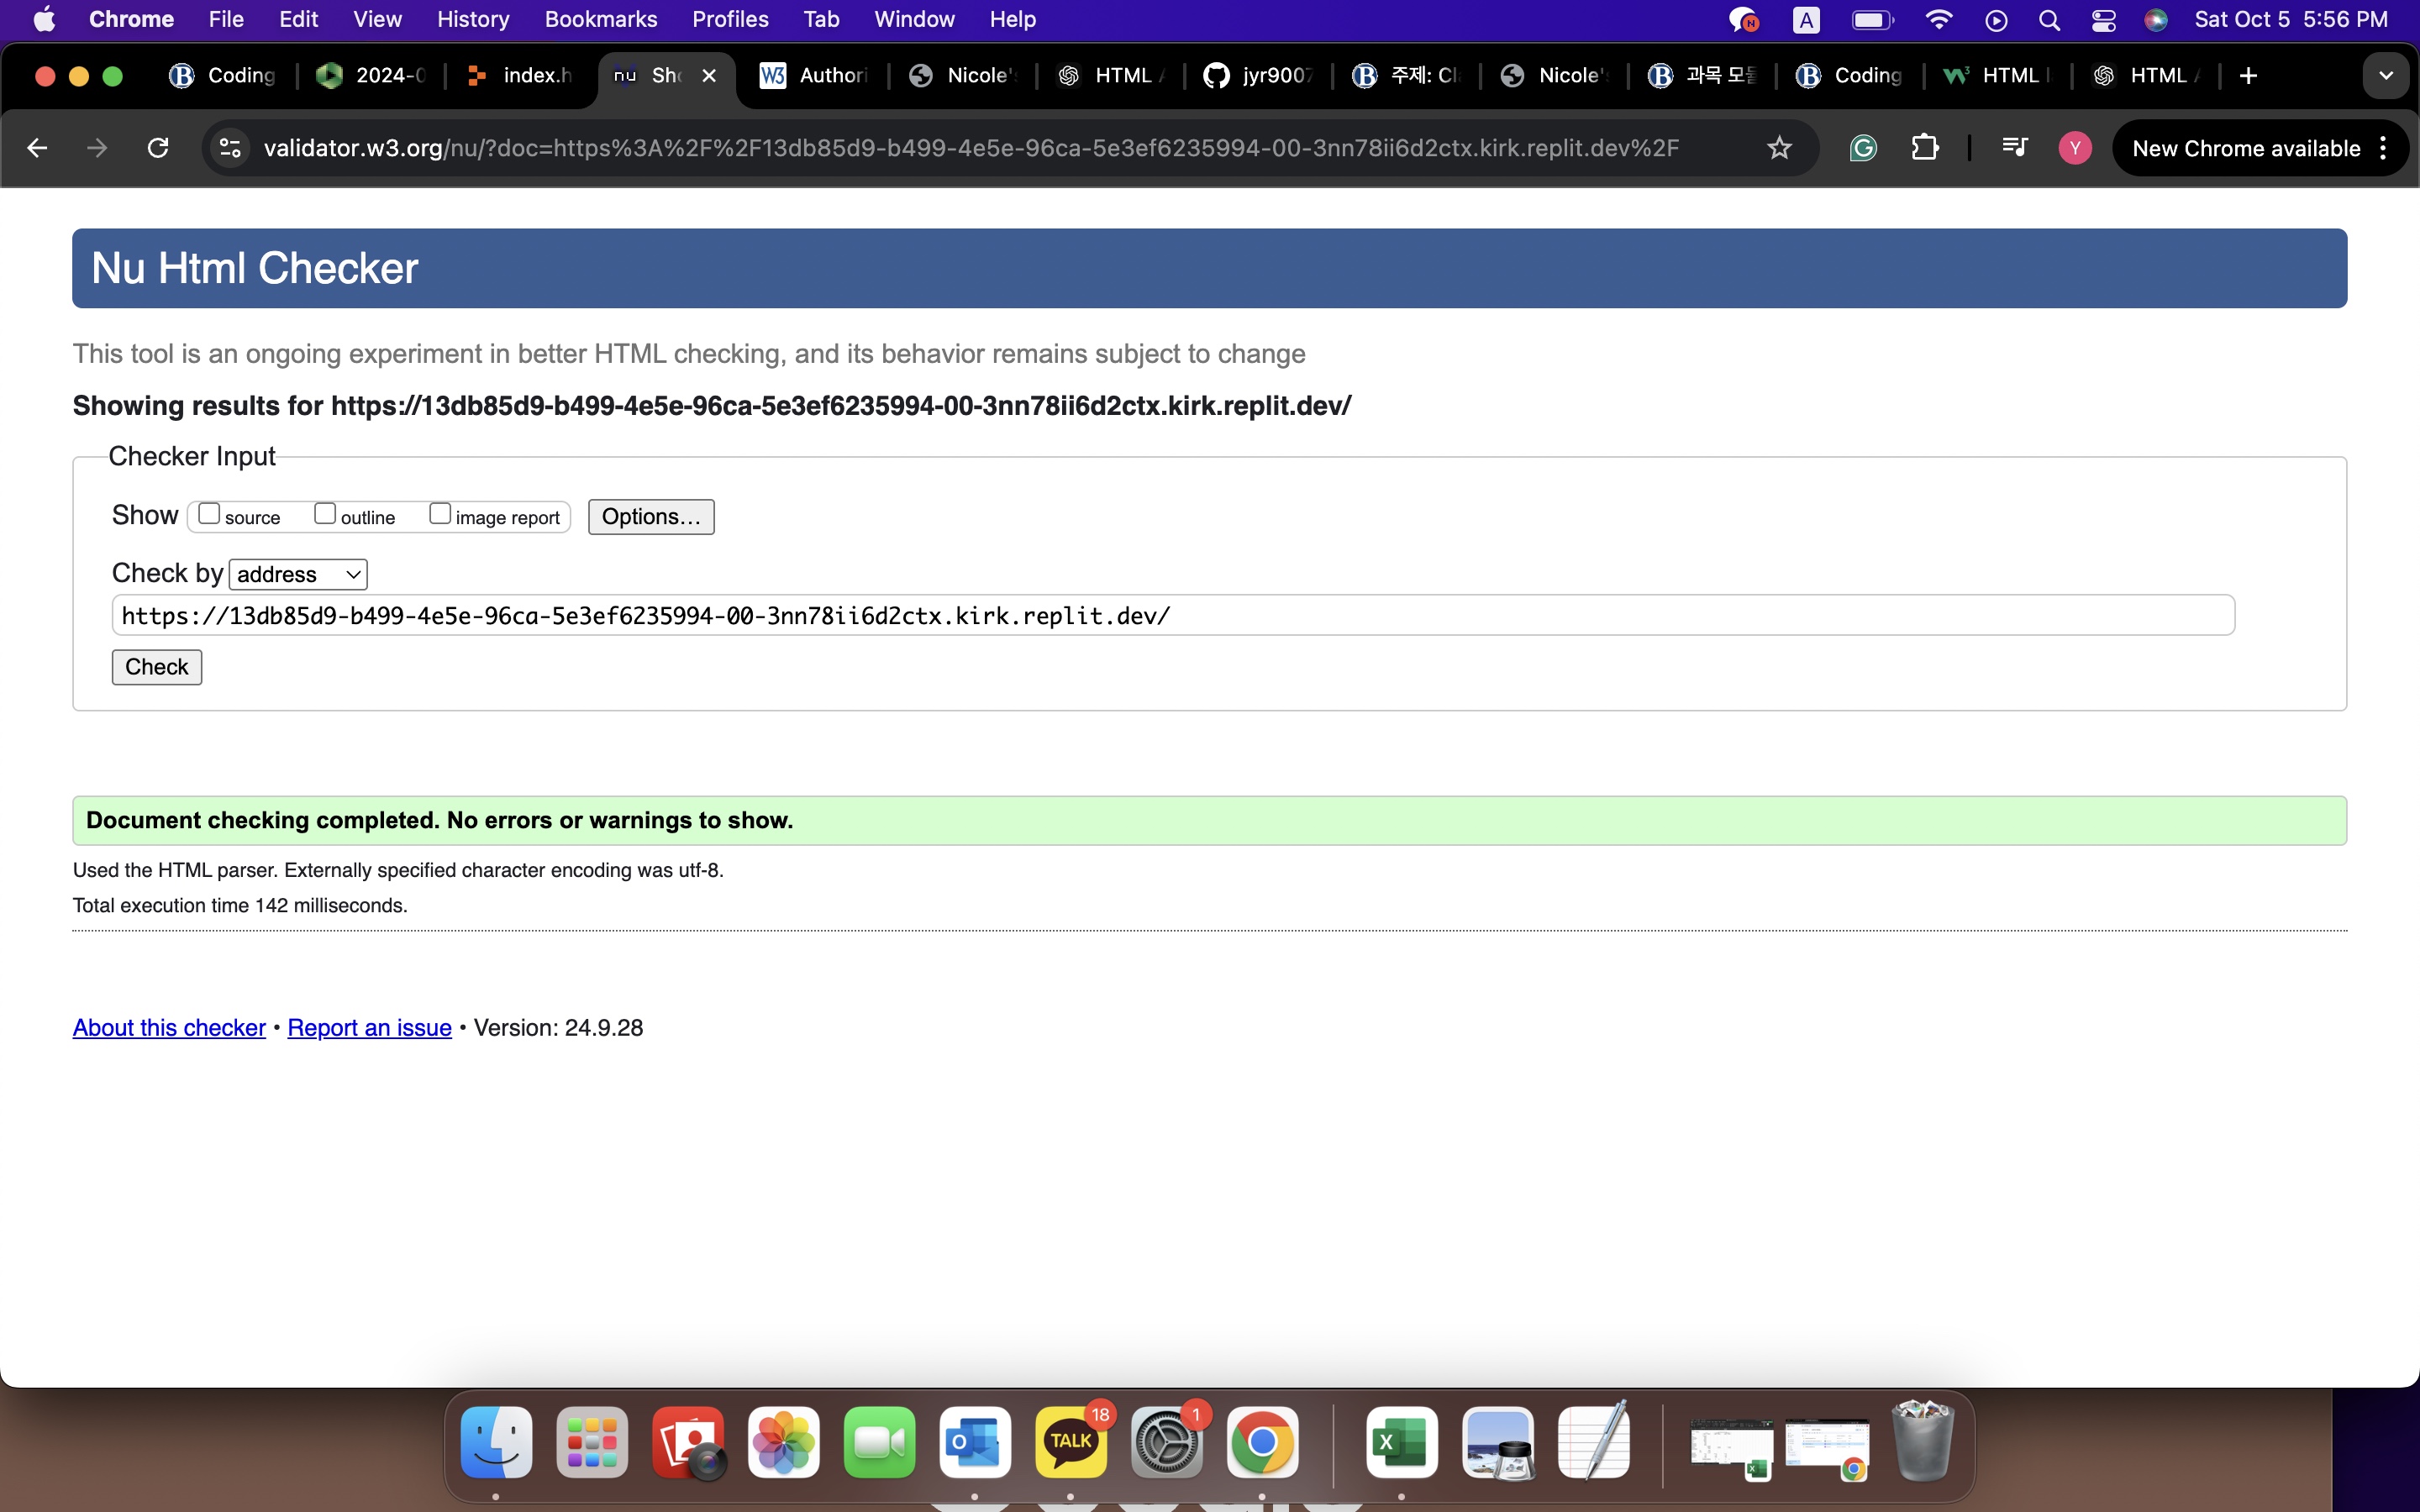 Chrome File Edit View History Bookmarks Profiles Tab Window Help N A Sat Oct 5 5:56 PM
B Coding 2024-0 index.h nu Sho W3 Authori Nicole' HTML jyr9007 B 주제: Cl Nicole' B 과목 모 B Coding W3 HTML HTML
validator.w3.org/nu/?doc=https%3A%2F%2F13db85d9-b499-4e5e-96ca-5e3ef6235994-00-3nn78ii6d2ctx.kirk.replit.dev%2F G Y New Chrome available
Nu Html Checker
This tool is an ongoing experiment in better HTML checking, and its behavior remains subject to change
Showing results for https://13db85d9-b499-4e5e-96ca-5e3ef6235994-00-3nn78ii6d2ctx.kirk.replit.dev/
Checker Input
Show source outline image report Options...
Check by address
https://13db85d9-b499-4e5e-96ca-5e3ef6235994-00-3nn78ii6d2ctx.kirk.replit.dev/
Check
Document checking completed. No errors or warnings to show.
Used the HTML parser. Externally specified character encoding was utf-8.
Total execution time 142 milliseconds.
About this checker • Report an issue • Version: 24.9.28
O TALK 18 1 X